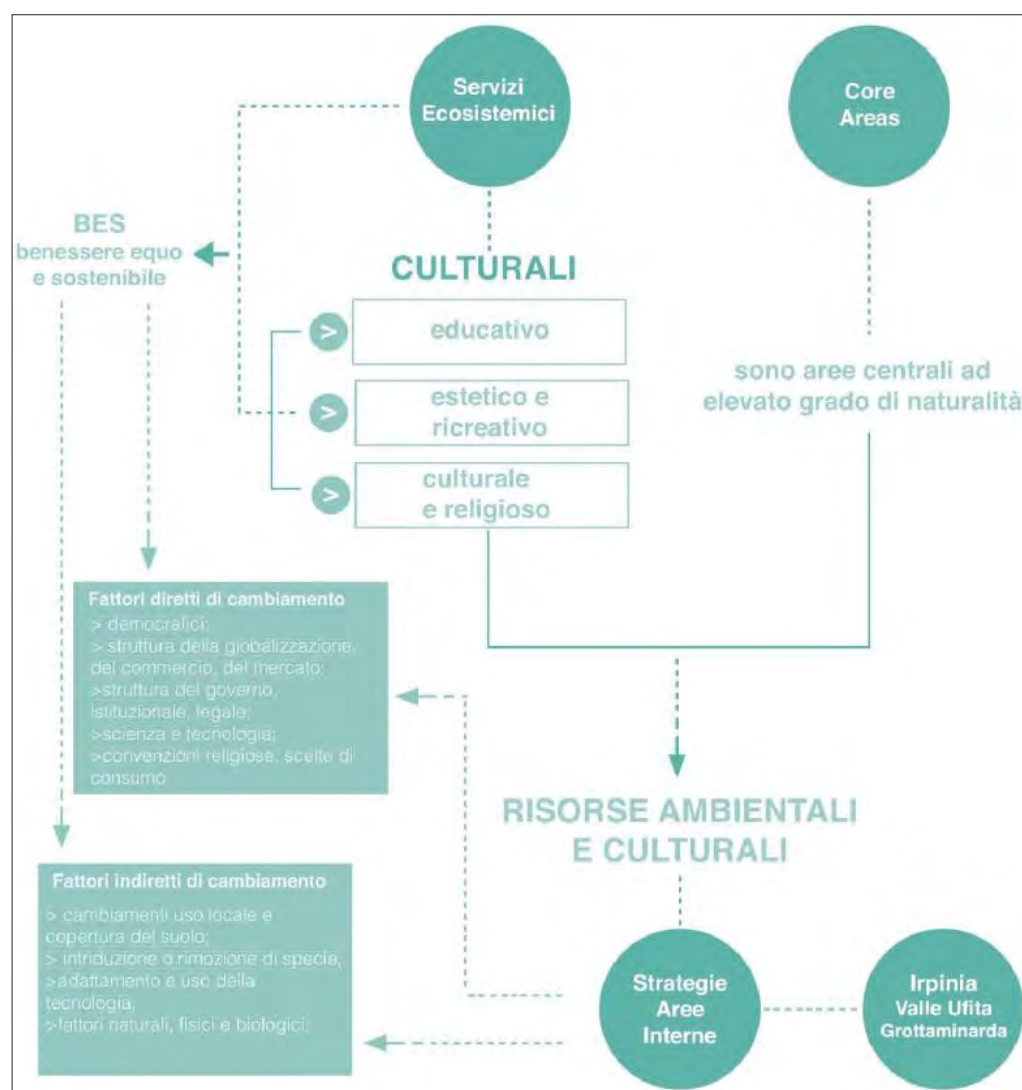 Servizi
Ecosistemici
Core
Areas
BES
benessere equo
e sostenibile
CULTURALI
>
educativo
>
estetico e
ricreativo
>
culturale
e religioso
sono aree centrali ad
elevato grado di naturalità
Fattori diretti di cambiamento
> demografici;
> struttura della globalizzazione,
del commercio, del mercato;
>struttura del governo,
istituzionale, legale;
>scienza e tecnologia;
>convenzioni religiose, scelte di
consumo
RISORSE AMBIENTALI
E CULTURALI
Fattori indiretti di cambiamento
> cambiamenti uso locale e
copertura del suolo;
> intriduzione o rimozione di specie,
>adattamento e uso della
tecnologia,
>fattori naturali, fisici e biologici;
Strategie
Aree
Interne
Irpinia
Valle Ufita
Grottaminarda